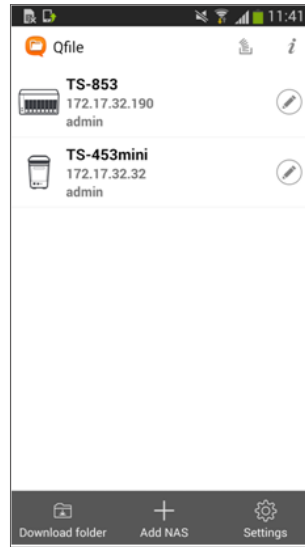 11:41
Qfile
i
TS-853
172.17.32.190
admin
TS-453mini
172.17.32.32
admin
Download folder
Add NAS
Settings